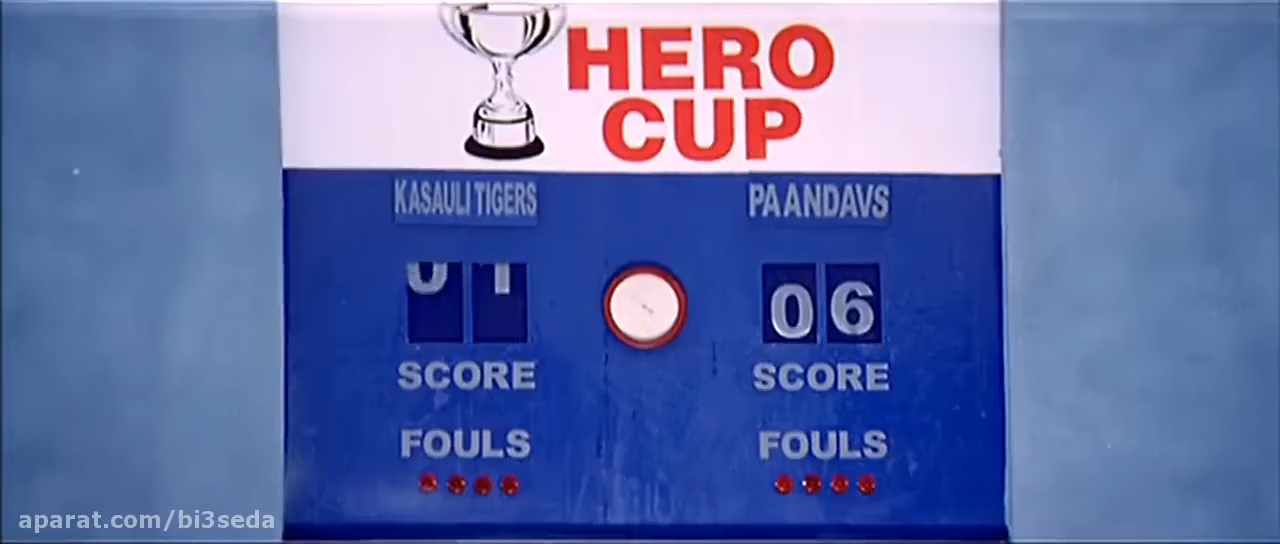 HERO
CUP
KASAULI TIGERS
PAANDAVS
06
SCORE
SCORE
FOULS
FOULS
aparat.com/bi3seda